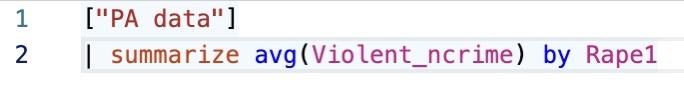 1 ["PA data"]
2 | summarize avg(Violent_ncrime) by Rape1